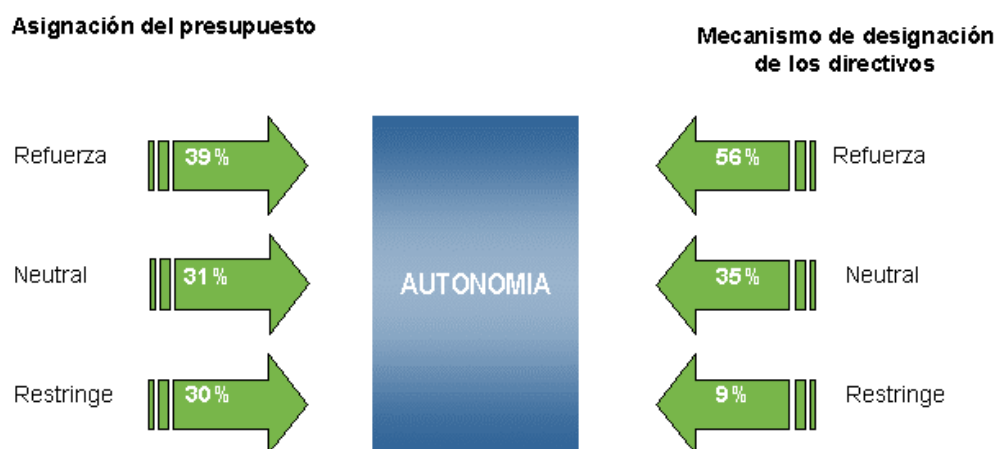 Asignación del presupuesto
Mecanismo de designación
de los directivos
Refuerza
39%
56%
Refuerza
Neutral
31%
AUTONOMIA
35%
Neutral
Restringe
30%
9%
Restringe